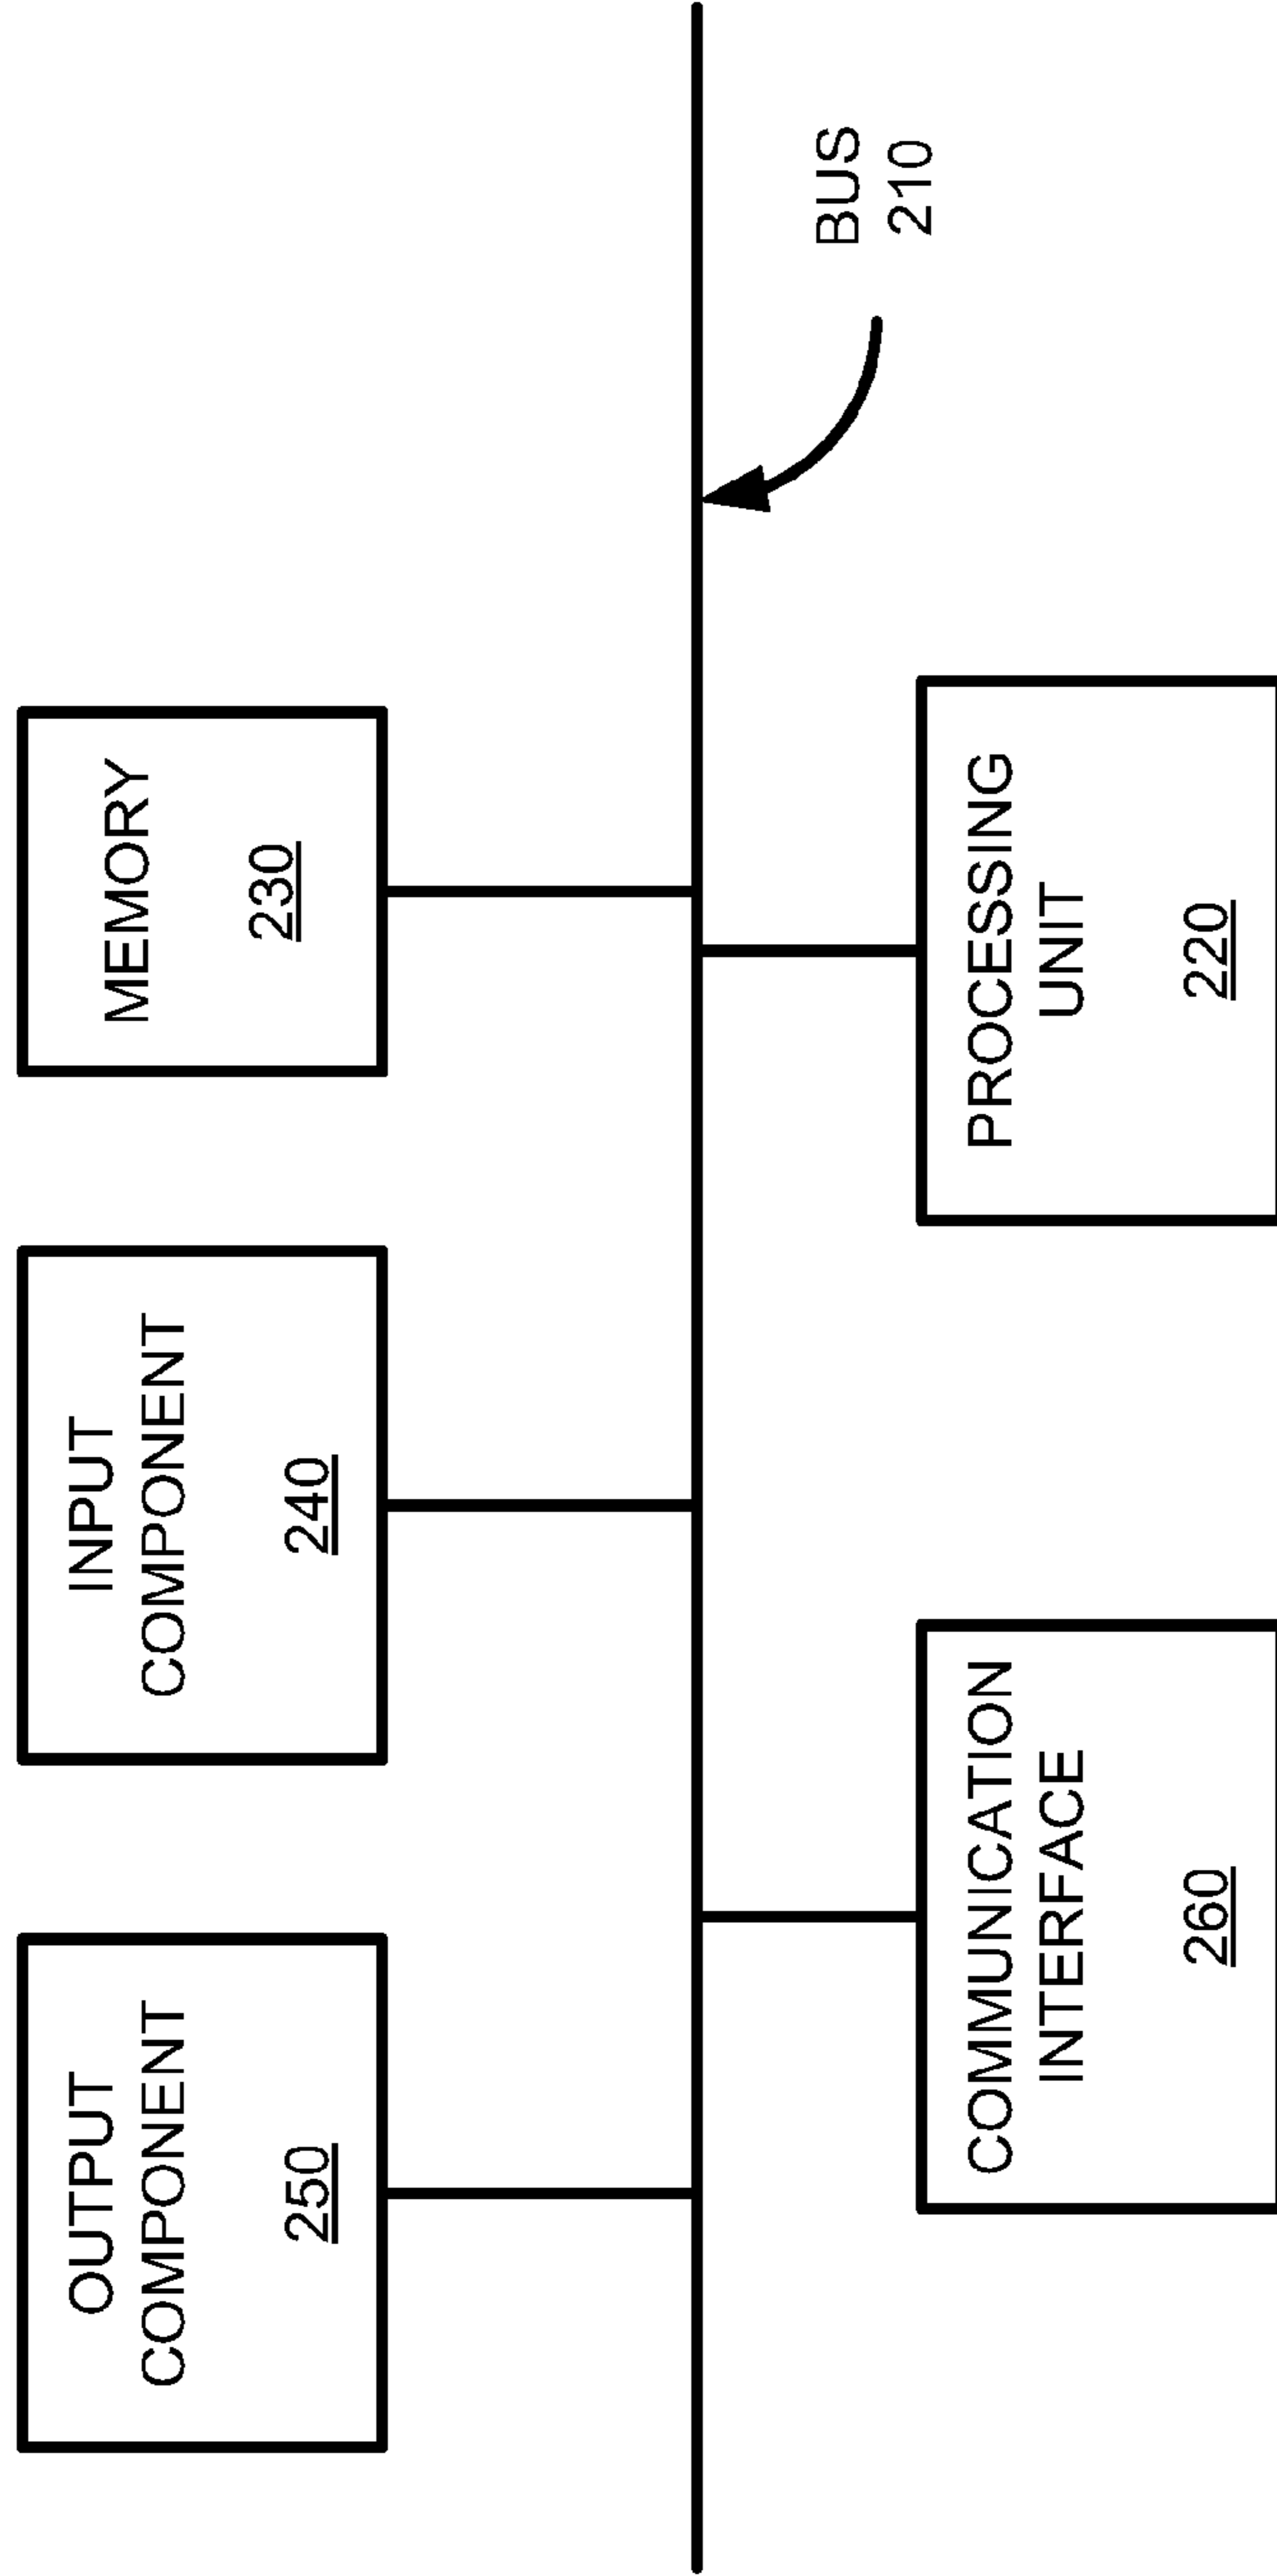 MEMORY
230
INPUT
COMPONENT
240
OUTPUT
COMPONENT
250
BUS
210
PROCESSING
UNIT
220
COMMUNICATION
INTERFACE
260